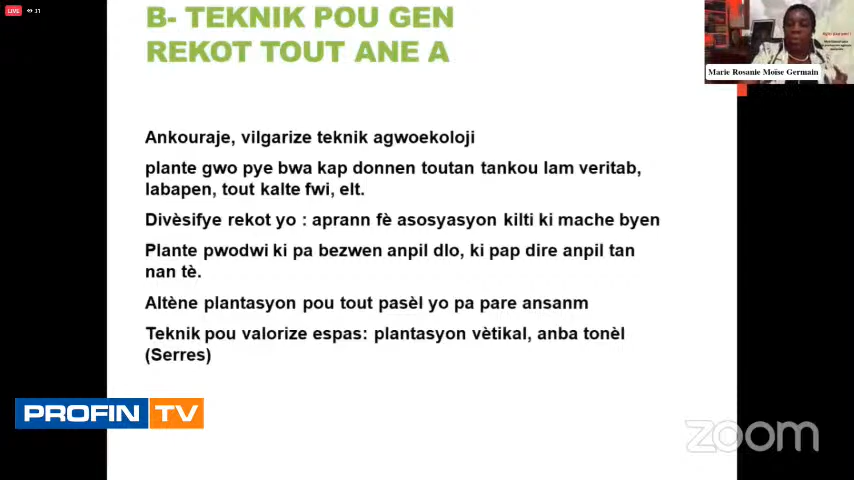 LIVE
31
B- TEKNIK POU GEN
REKOT TOUT ANE A
Marie Rosanie Moïse Germain
Ankouraje, vilgarize teknik agwoekoloji
plante gwo pye bwa kap donnen toutan tankou lam veritab,
labapen, tout kalte fwi, elt.
Divèsifye rekot yo : aprann fè asosyasyon kilti ki mache byen
Plante pwodwi ki pa bezwen anpil dlo, ki pap dire anpil tan
nan tè.
Altène plantasyon pou tout pasèl yo pa pare ansanm
Teknik pou valorize espas: plantasyon vètikal, anba tonèl
(Serres)
PROFIN TV
zoom